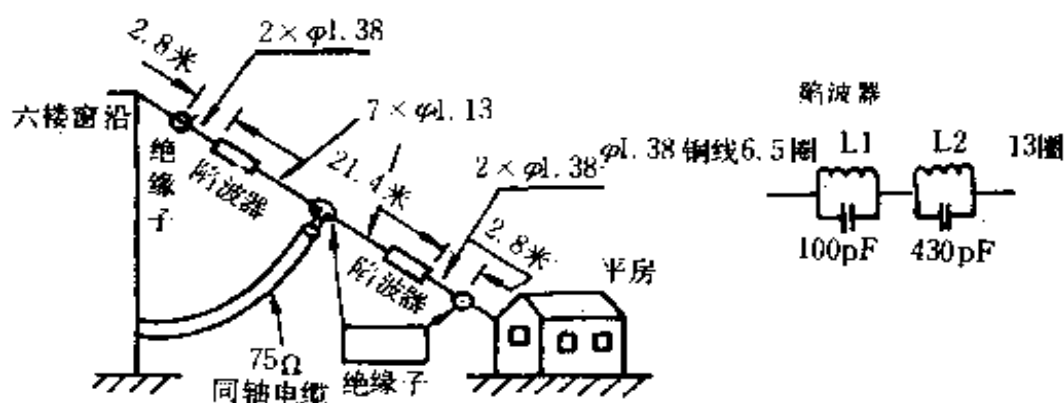 2.8米
2×φ1.38
六楼窗沿
绝缘子
陷波器
7×φ1.13
21.4米
2×φ1.38
陷波器
2.8米
平房
75Ω
同轴电缆
绝缘子
陷波器
φ1.38铜线6.5圈
L1
L2
13圈
100pF
430pF